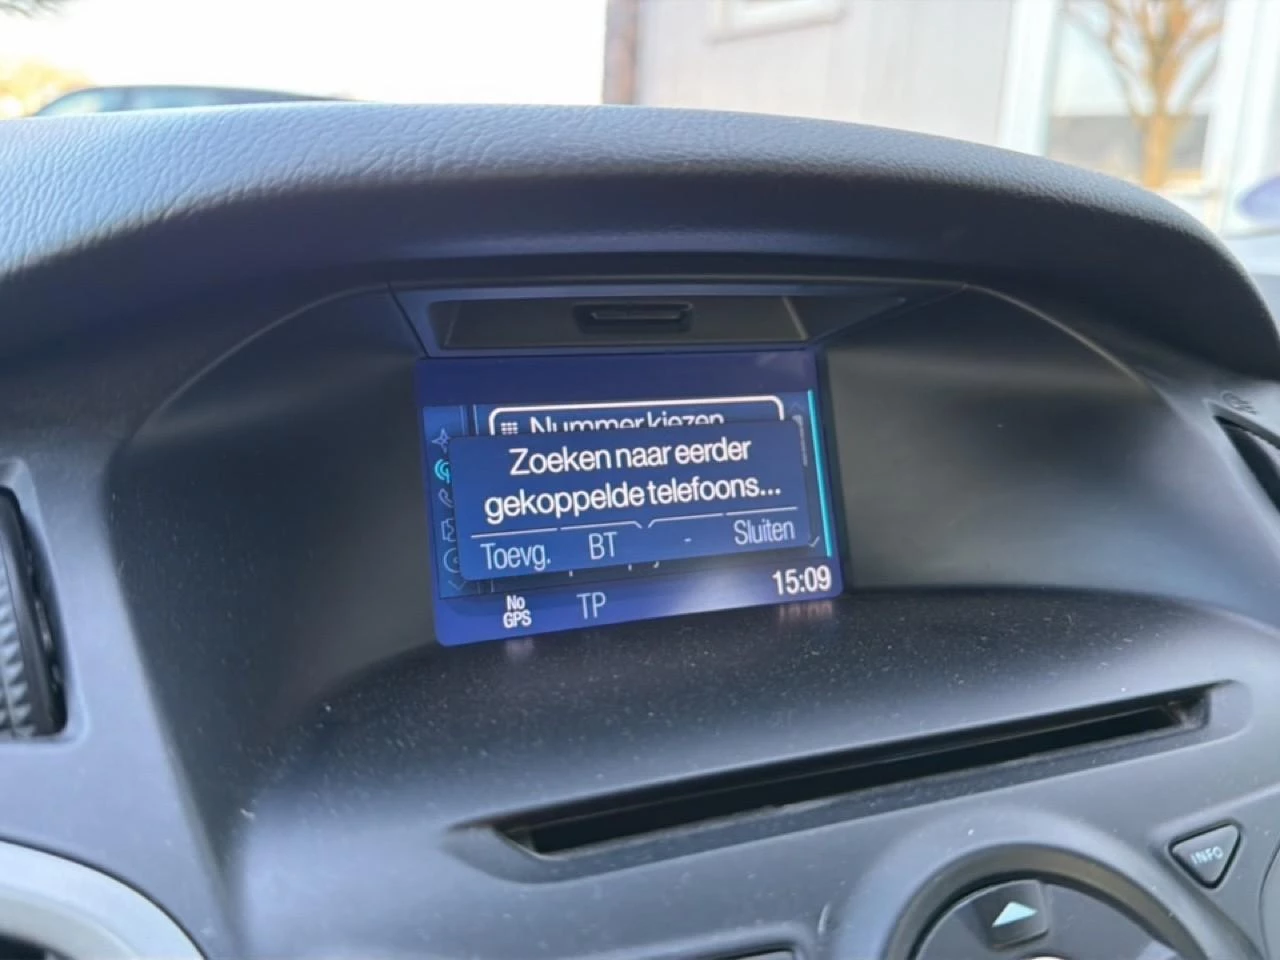 Nummer kiezen
Zoeken naar eerder
gekoppelde telefoons...
Toevg. BT - Sluiten
No
GPS
TP
15:09
INFO